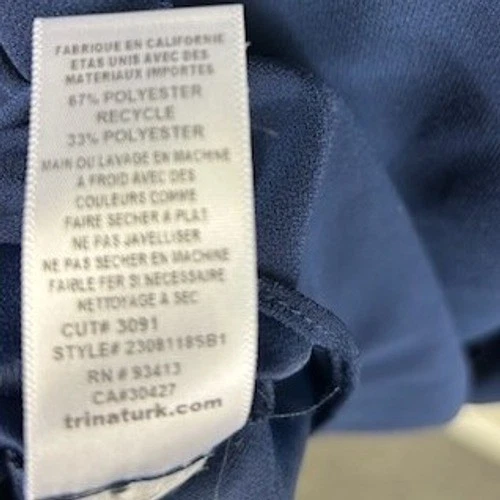 FABRIQUE EN CALIFORNIE
ETAS UNIS AVEC DES
MATERIAUX IMPORTES
67% POLYESTER
RECYCLE
33% POLYESTER
MAIN OU LAVAGE EN MACHINE
A FROID AVEC DES
COULEURS COMME
FAIRE SECHER A PLAT
NE PAS JAVELLISER
NE PAS SECHER EN MACHINE
FAIBLE FER SI NECESSAIRE
NETTOYAGE A SEC
CUT# 3091
STYLE# 2308118SB1
RN # 93413
CA#30427
trinaturk.com